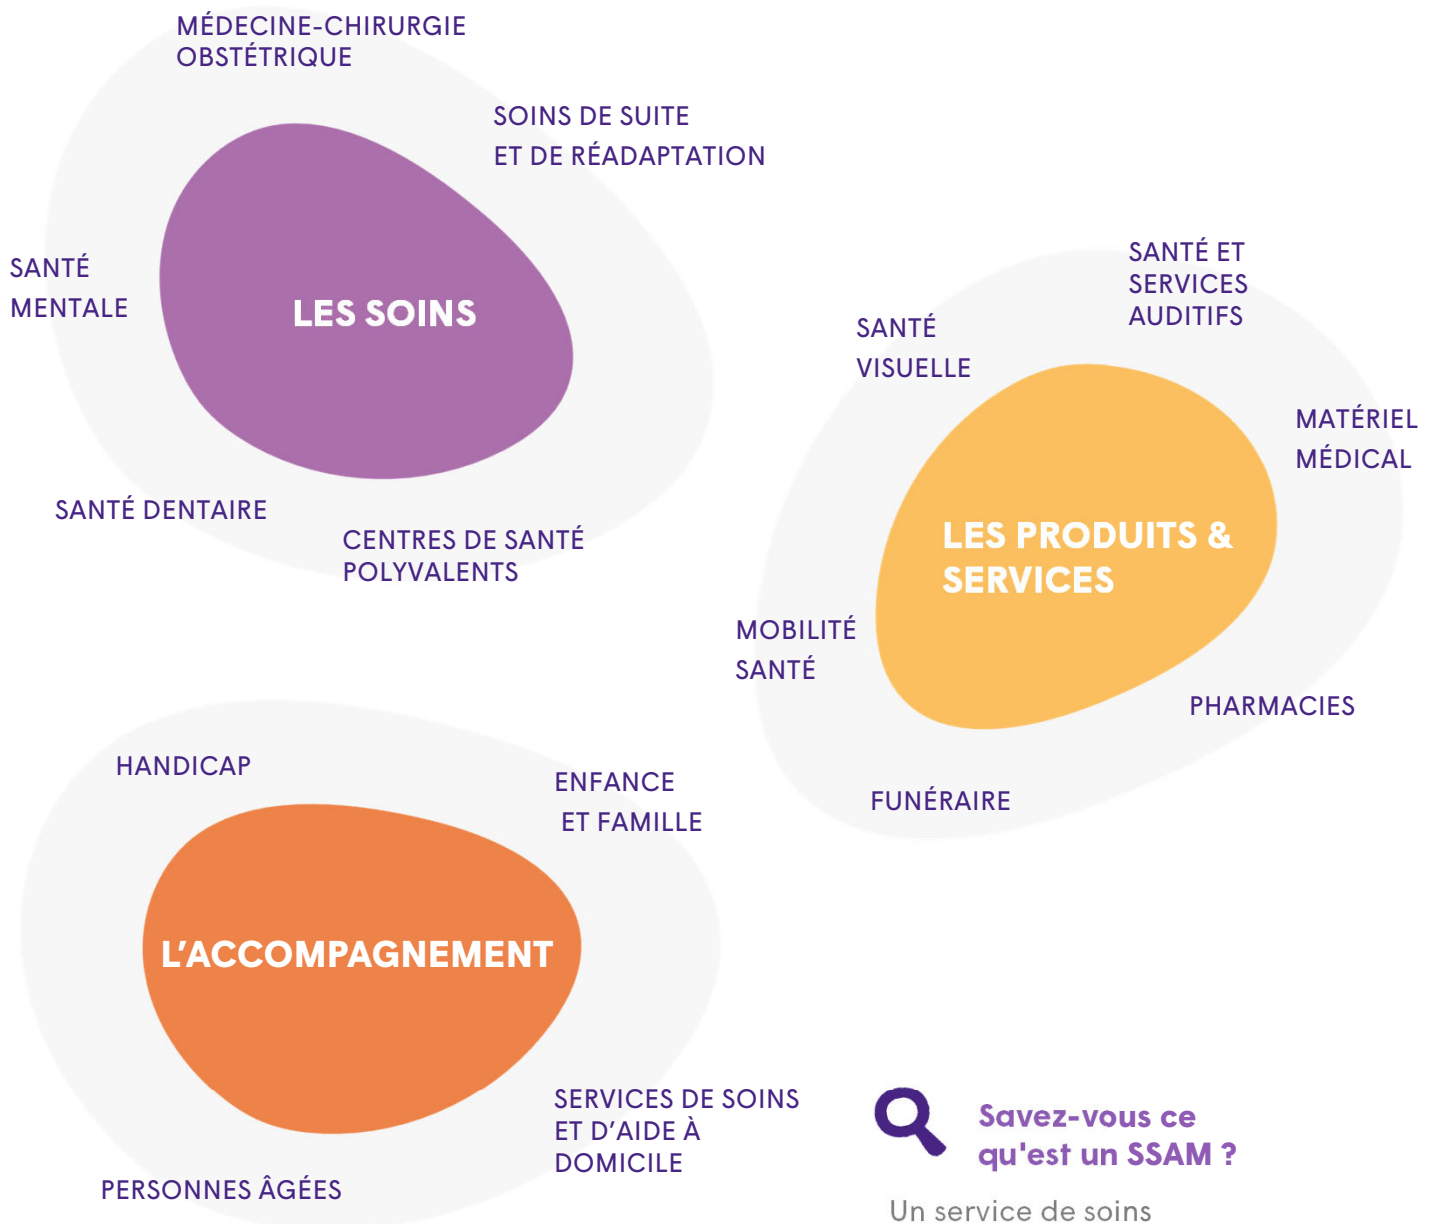 MÉDECINE-CHIRURGIE
OBSTÉTRIQUE
SOINS DE SUITE
ET DE RÉADAPTATION
SANTÉ
MENTALE
LES SOINS
SANTÉ DENTAIRE
CENTRES DE SANTÉ
POLYVALENTS
SANTÉ ET
SERVICES
AUDITIFS
SANTÉ
VISUELLE
MATÉRIEL
MÉDICAL
LES PRODUITS &
SERVICES
MOBILITÉ
SANTÉ
PHARMACIES
FUNÉRAIRE
HANDICAP
ENFANCE
ET FAMILLE
L'ACCOMPAGNEMENT
SERVICES DE SOINS
ET D'AIDE À
DOMICILE
PERSONNES ÂGÉES
Savez-vous ce
qu'est un SSAM ?
Un service de soins